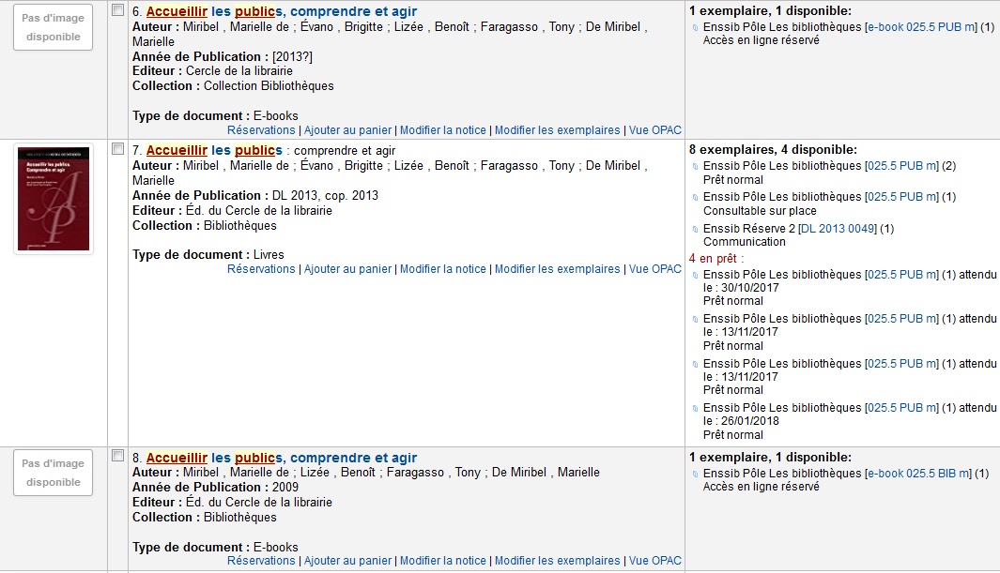 Pas d'image
disponible
6. Accueillir les publics, comprendre et agir
Auteur : Miribel , Marielle de ; Évano , Brigitte ; Lizée , Benoît ; Faragasso , Tony ; De Miribel ,
Marielle
Année de Publication : [2013?]
Editeur : Cercle de la librairie
Collection : Collection Bibliothèques
Type de document : E-books
Réservations | Ajouter au panier | Modifier la notice | Modifier les exemplaires | Vue OPAC
1 exemplaire, 1 disponible:
Enssib Pôle Les bibliothèques [e-book 025.5 PUB m] (1)
Accès en ligne réservé
Accueillir les publics.
Comprendre et agir
7. Accueillir les publics : comprendre et agir
Auteur : Miribel , Marielle de ; Évano , Brigitte ; Lizée , Benoît ; Faragasso , Tony ; De Miribel ,
Marielle
Année de Publication : DL 2013, cop. 2013
Editeur : Éd. du Cercle de la librairie
Collection : Bibliothèques
Type de document : Livres
Réservations | Ajouter au panier | Modifier la notice | Modifier les exemplaires | Vue OPAC
8 exemplaires, 4 disponible:
Enssib Pôle Les bibliothèques [025.5 PUB m] (2)
Prêt normal
Enssib Pôle Les bibliothèques [025.5 PUB m] (1)
Consultable sur place
Enssib Réserve 2 [DL 2013 0049] (1)
Communication
4 en prêt :
Enssib Pôle Les bibliothèques [025.5 PUB m] (1) attendu
le : 30/10/2017
Prêt normal
Enssib Pôle Les bibliothèques [025.5 PUB m] (1) attendu
le : 13/11/2017
Prêt normal
Enssib Pôle Les bibliothèques [025.5 PUB m] (1) attendu
le : 13/11/2017
Prêt normal
Enssib Pôle Les bibliothèques [025.5 PUB m] (1) attendu
le : 26/01/2018
Prêt normal
Pas d'image
disponible
8. Accueillir les publics, comprendre et agir
Auteur : Miribel , Marielle de ; Lizée , Benoît ; Faragasso , Tony ; De Miribel , Marielle
Année de Publication : 2009
Editeur : Éd. du Cercle de la librairie
Collection : Bibliothèques
Type de document : E-books
Réservations | Ajouter au panier | Modifier la notice | Modifier les exemplaires | Vue OPAC
1 exemplaire, 1 disponible:
Enssib Pôle Les bibliothèques [e-book 025.5 BIB m] (1)
Accès en ligne réservé